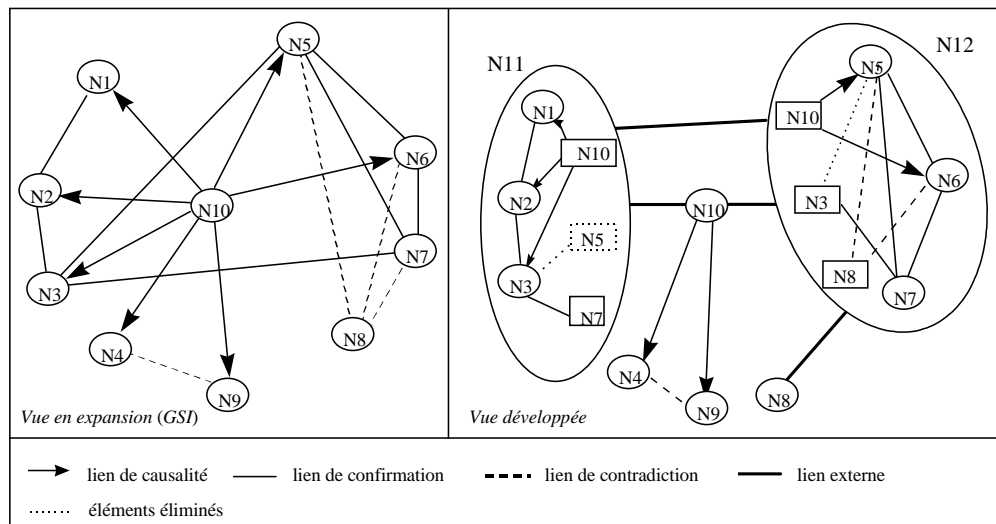 N5
N1
N6
N2
N10
N7
N3
N8
N4
N9
Vue en expansion (GSI)
N11
N12
N5
N1
N10
N10
N6
N2
N10
N3
N5
N8
N3
N7
N7
N4
N9
N8
Vue développée
lien de causalité
lien de confirmation
lien de contradiction
lien externe
éléments éliminés